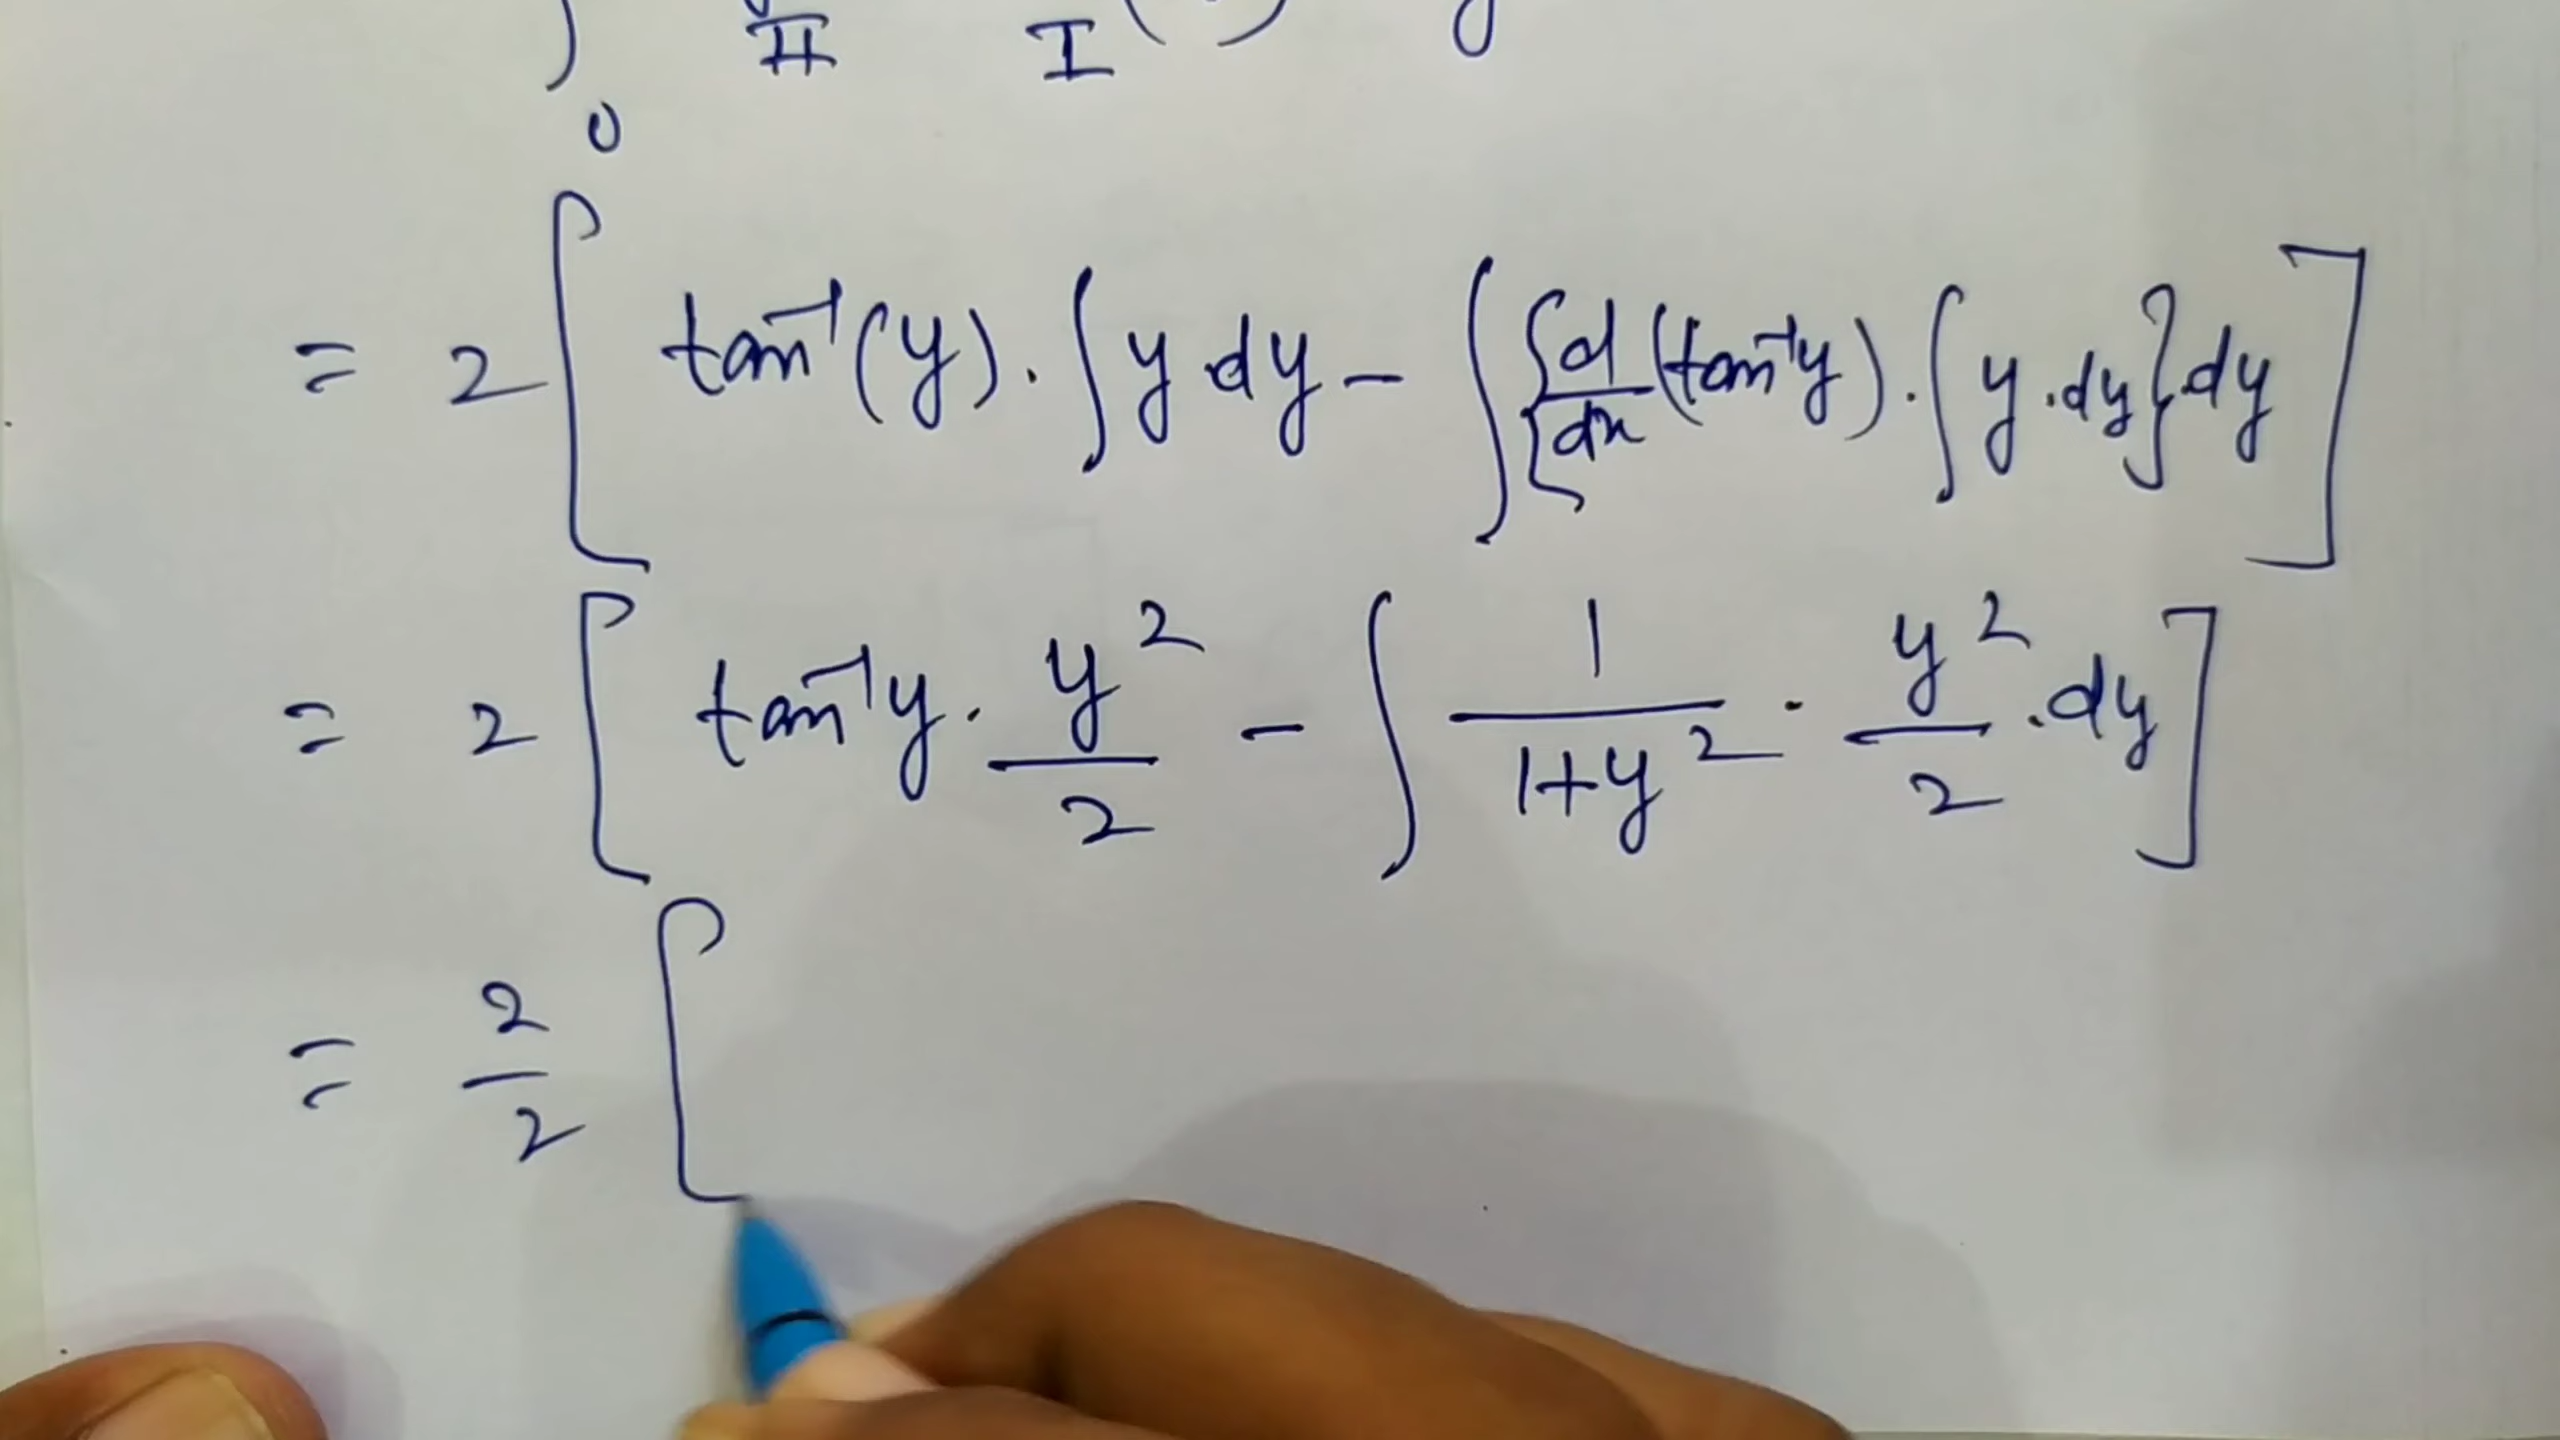 ∫₀ II I ( ) y
= 2 [ tan⁻¹(y) . ∫ y dy − ∫ { d/dx (tan⁻¹y) . ∫ y . dy } dy ]
= 2 [ tan⁻¹y . y²/2 − ∫ 1/(1+y²) . y²/2 . dy ]
= 2/2 [